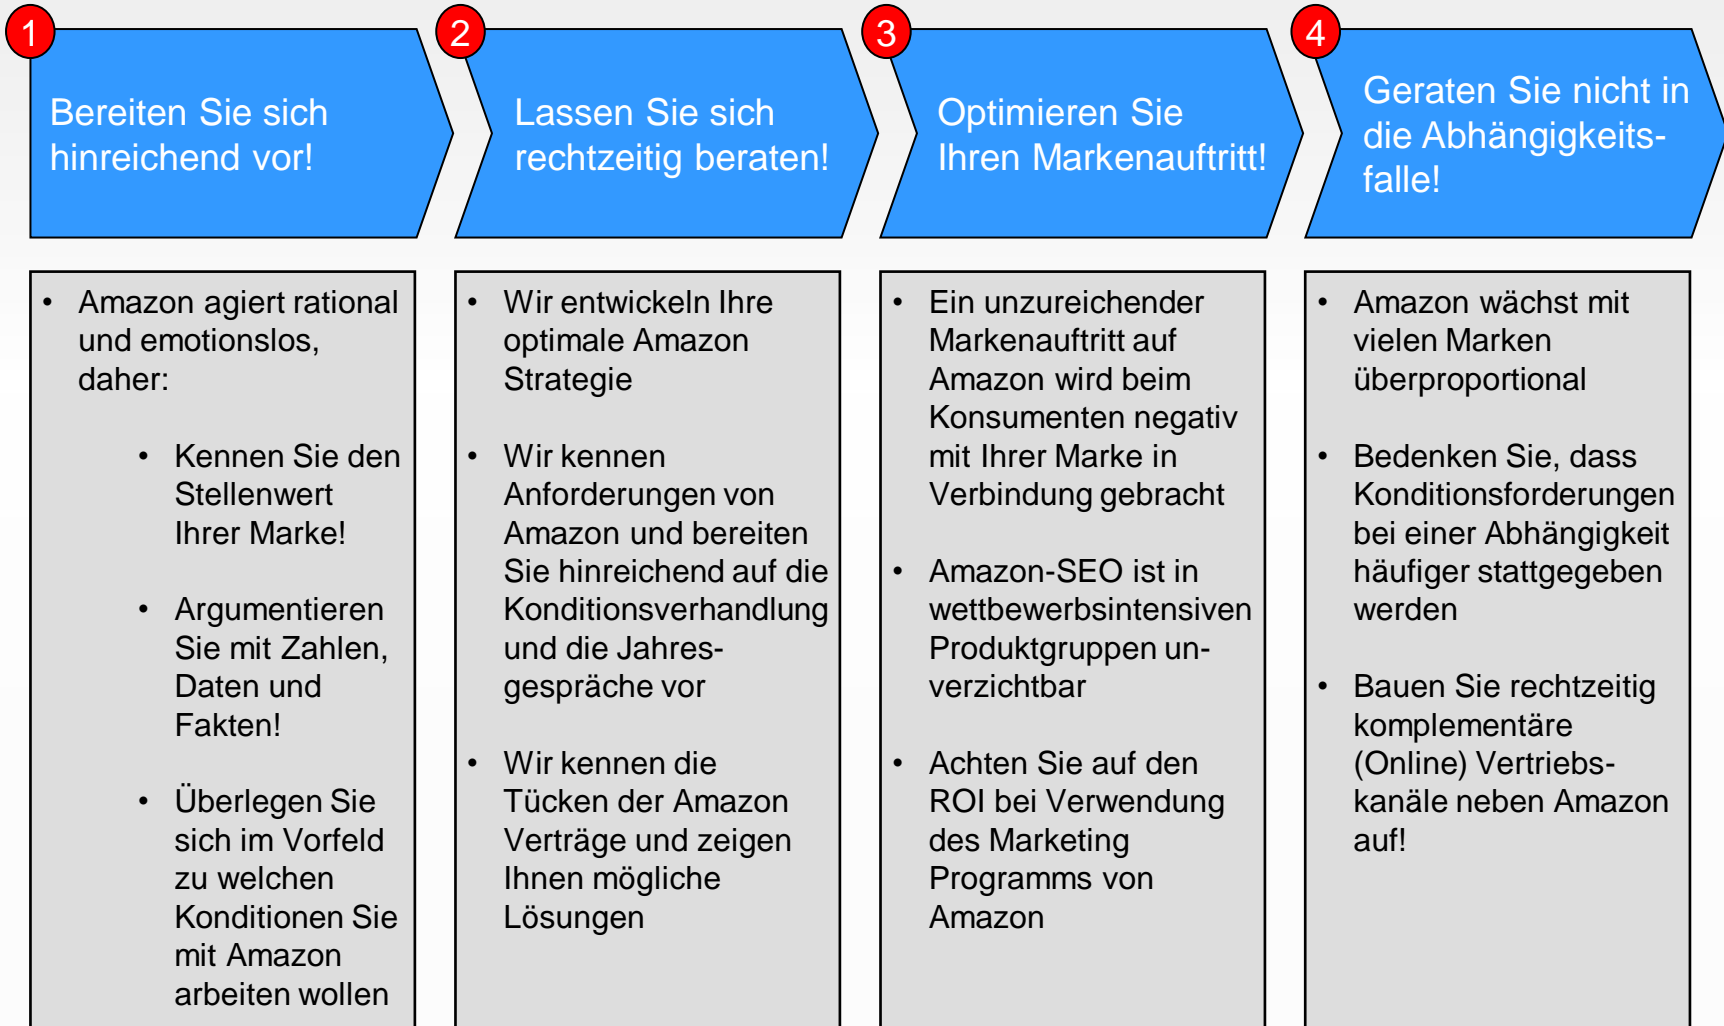 1
Bereiten Sie sich
hinreichend vor!
2
Lassen Sie sich
rechtzeitig beraten!
3
Optimieren Sie
Ihren Markenauftritt!
4
Geraten Sie nicht in
die Abhängigkeits-
falle!
• Amazon agiert rational
und emotionslos,
daher:
• Kennen Sie den
Stellenwert
Ihrer Marke!
• Argumentieren
Sie mit Zahlen,
Daten und
Fakten!
• Überlegen Sie
sich im Vorfeld
zu welchen
Konditionen Sie
mit Amazon
arbeiten wollen
• Wir entwickeln Ihre
optimale Amazon
Strategie
• Wir kennen
Anforderungen von
Amazon und bereiten
Sie hinreichend auf die
Konditionsverhandlung
und die Jahres-
gespräche vor
• Wir kennen die
Tücken der Amazon
Verträge und zeigen
Ihnen mögliche
Lösungen
• Ein unzureichender
Markenauftritt auf
Amazon wird beim
Konsumenten negativ
mit Ihrer Marke in
Verbindung gebracht
• Amazon-SEO ist in
wettbewerbsintensiven
Produktgruppen un-
verzichtbar
• Achten Sie auf den
ROI bei Verwendung
des Marketing
Programms von
Amazon
• Amazon wächst mit
vielen Marken
überproportional
• Bedenken Sie, dass
Konditionsforderungen
bei einer Abhängigkeit
häufiger stattgegeben
werden
• Bauen Sie rechtzeitig
komplementäre
(Online) Vertriebs-
kanäle neben Amazon
auf!